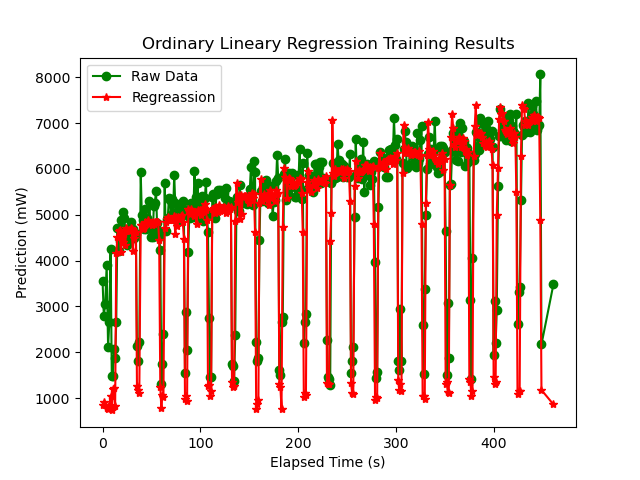 Ordinary Lineary Regression Training Results
Raw Data
Regreassion
8000
7000
6000
5000
4000
3000
2000
1000
Prediction (mW)
0 100 200 300 400
Elapsed Time (s)